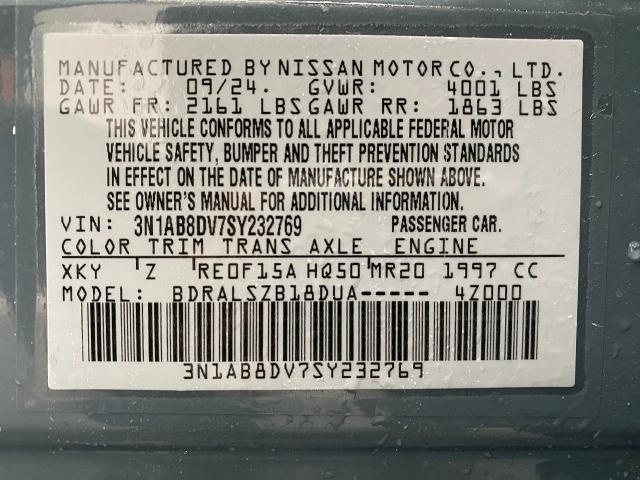 MANUFACTURED BY NISSAN MOTOR CO., LTD.
DATE: 09/24. GVWR: 4001 LBS
GAWR FR: 2161 LBS GAWR RR: 1863 LBS
THIS VEHICLE CONFORMS TO ALL APPLICABLE FEDERAL MOTOR
VEHICLE SAFETY, BUMPER AND THEFT PREVENTION STANDARDS
IN EFFECT ON THE DATE OF MANUFACTURE SHOWN ABOVE.
SEE OWNER'S MANUAL FOR ADDITIONAL INFORMATION.
VIN: 3N1AB8DV7SY232769 PASSENGER CAR.
COLOR TRIM TRANS AXLE ENGINE
XKY Z RE0F15A HQ50 MR20 1997 CC
MODEL: BDRALSZB18DUA----- 4Z000
3N1AB8DV7SY232769